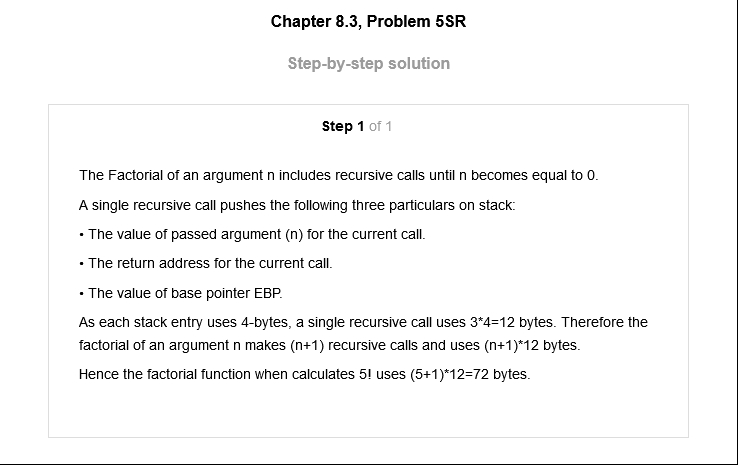 Chapter 8.3, Problem 5SR
Step-by-step solution
Step 1 of 1
The Factorial of an argument n includes recursive calls until n becomes equal to 0.
A single recursive call pushes the following three particulars on stack:
• The value of passed argument (n) for the current call.
• The return address for the current call.
• The value of base pointer EBP.
As each stack entry uses 4-bytes, a single recursive call uses 3*4=12 bytes. Therefore the
factorial of an argument n makes (n+1) recursive calls and uses (n+1)*12 bytes.
Hence the factorial function when calculates 5! uses (5+1)*12=72 bytes.